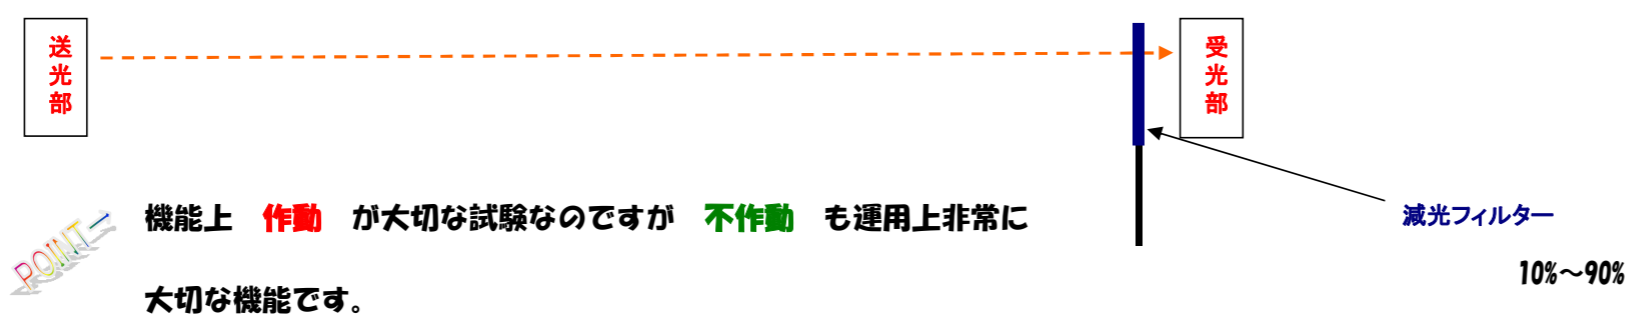 送光部
受光部
減光フィルター
10%～90%
POINT
機能上　作動　が大切な試験なのですが　不作動　も運用上非常に
大切な機能です。